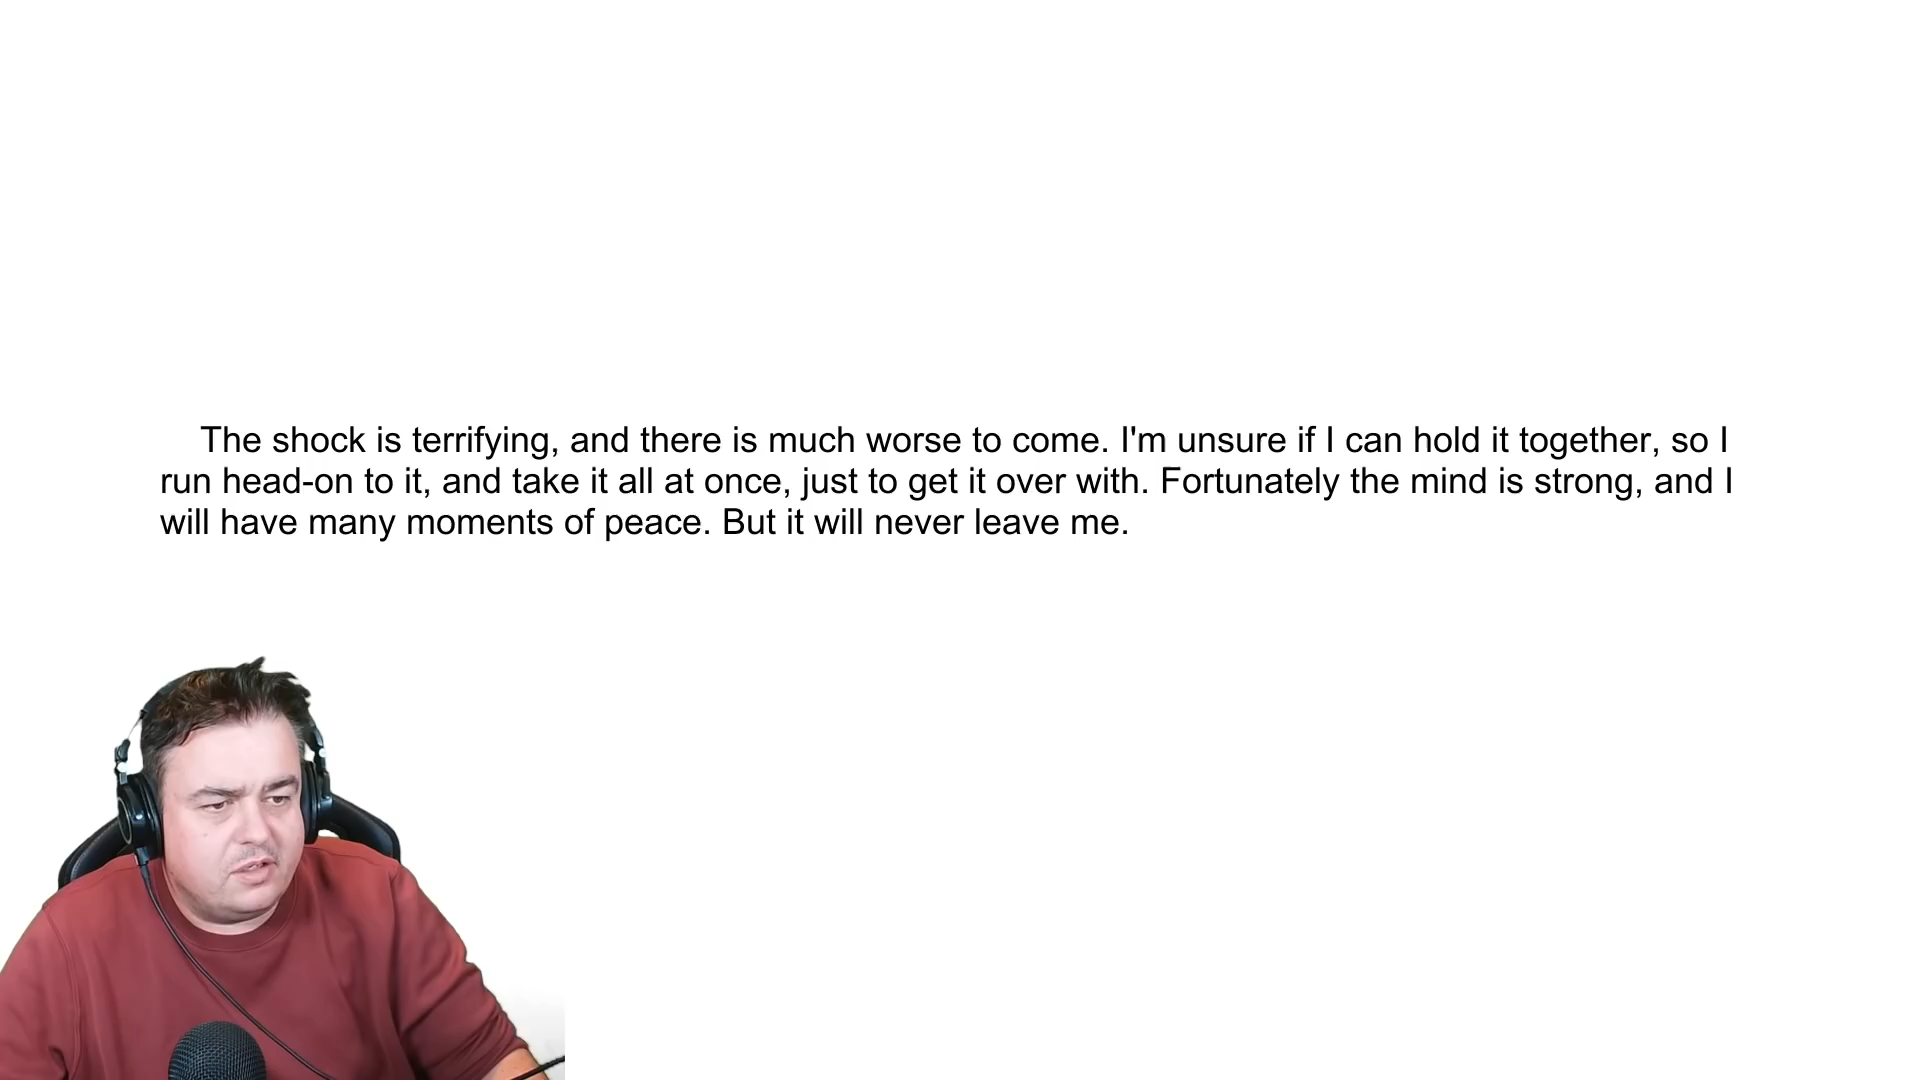 The shock is terrifying, and there is much worse to come. I'm unsure if I can hold it together, so I
run head-on to it, and take it all at once, just to get it over with. Fortunately the mind is strong, and I
will have many moments of peace. But it will never leave me.